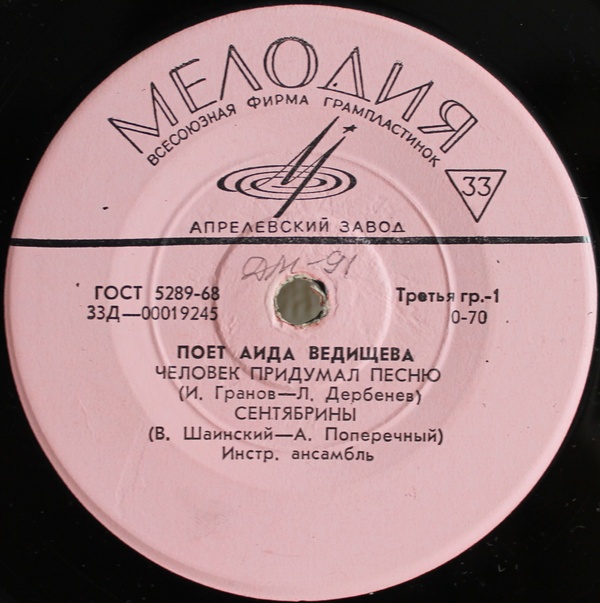 МЕЛОДИЯ
ВСЕСОЮЗНАЯ ФИРМА ГРАМПЛАСТИНОК
33
АПРЕЛЕВСКИЙ ЗАВОД
ДМ-91
ГОСТ 5289-68
Третья гр.-1
33Д—00019245
0-70
ПОЕТ АИДА ВЕДИЩЕВА
ЧЕЛОВЕК ПРИДУМАЛ ПЕСНЮ
(И. Гранов—Л. Дербенев)
СЕНТЯБРИНЫ
(В. Шаинский—А. Поперечный)
Инстр. ансамбль